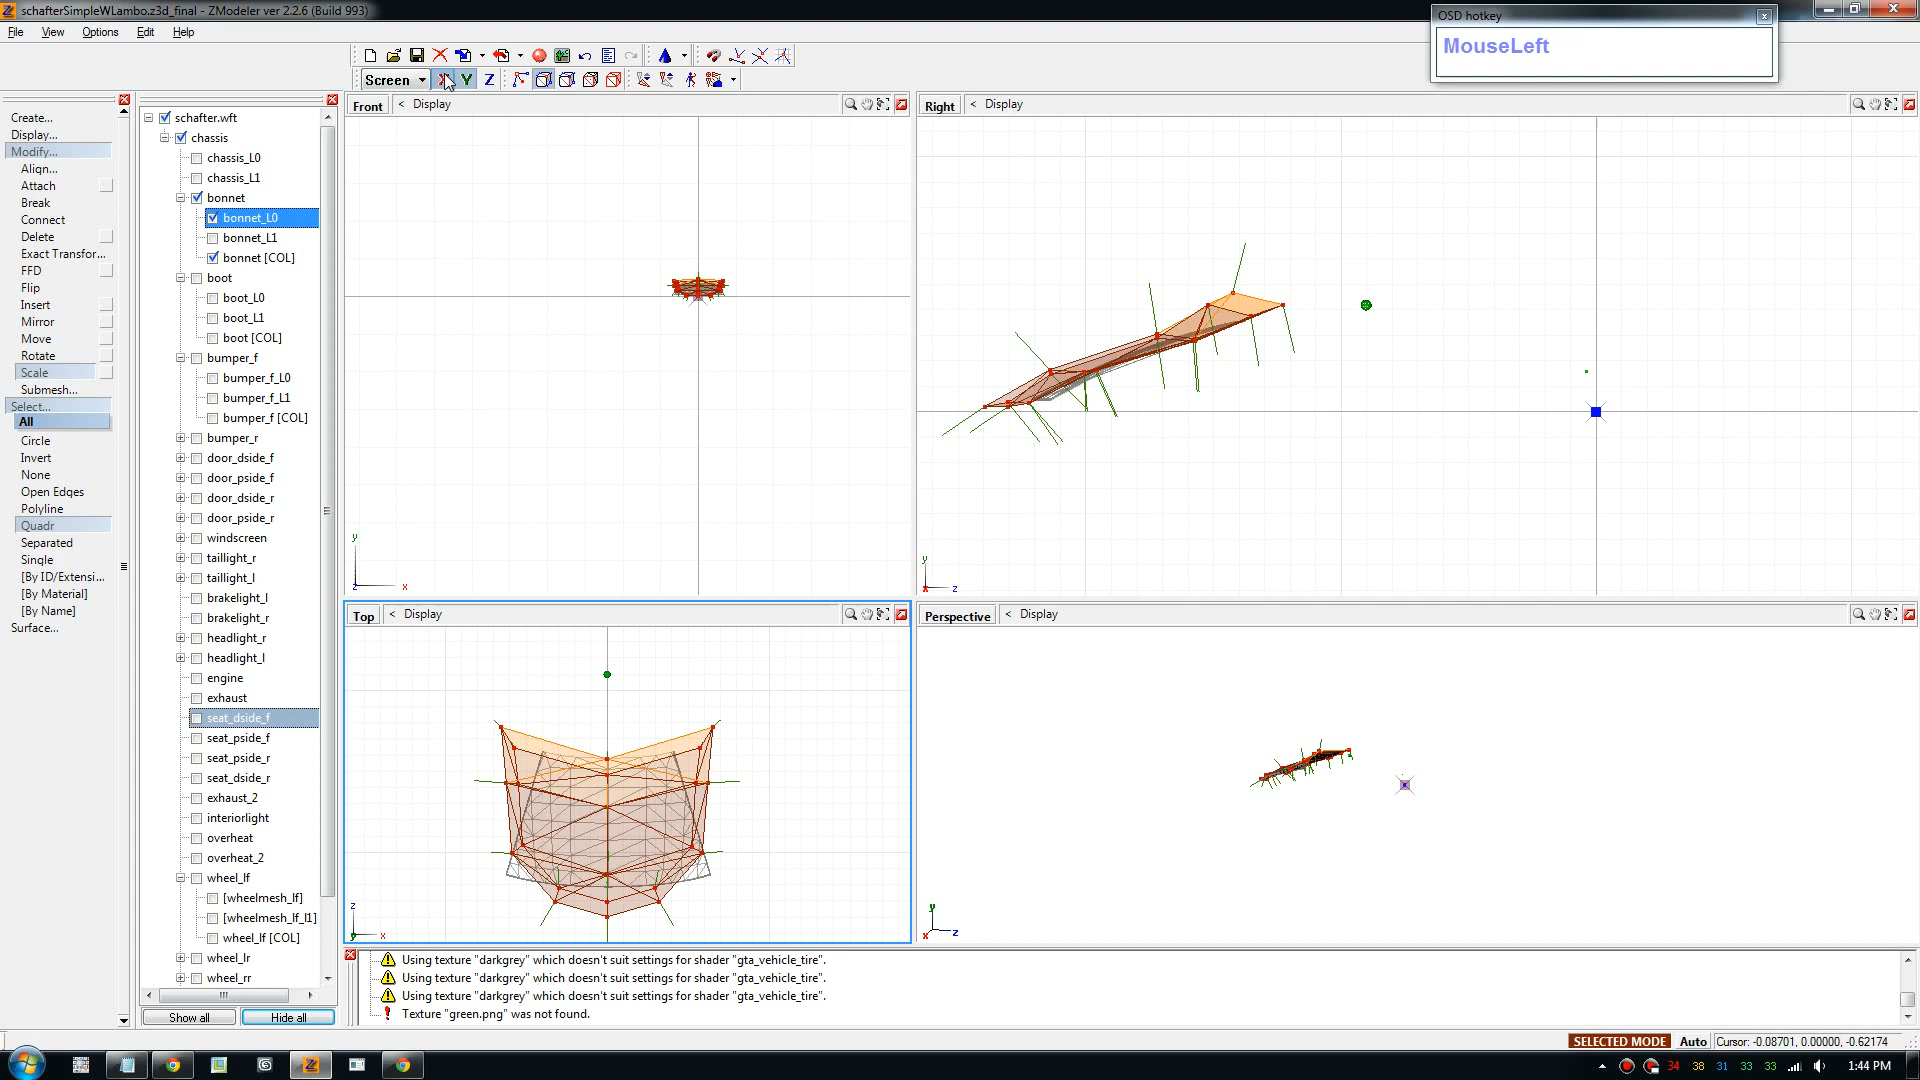 schafterSimpleWLambo.z3d_final - ZModeler ver 2.2.6 (Build 993)
OSD hotkey
MouseLeft
File View Options Edit Help
Screen Y Z
Front < Display
Right < Display
Create...
Display...
Modify...
Align...
Attach
Break
Connect
Delete
Exact Transfor...
FFD
Flip
Insert
Mirror
Move
Rotate
Scale
Submesh...
Select...
All
Circle
Invert
None
Open Edges
Polyline
Quadr
Separated
Single
[By ID/Extensi...
[By Material]
[By Name]
Surface...
schafter.wft
chassis
chassis_L0
chassis_L1
bonnet
bonnet_L0
bonnet_L1
bonnet [COL]
boot
boot_L0
boot_L1
boot [COL]
bumper_f
bumper_f_L0
bumper_f_L1
bumper_f [COL]
bumper_r
door_dside_f
door_pside_f
door_dside_r
door_pside_r
windscreen
taillight_r
taillight_l
brakelight_l
brakelight_r
headlight_r
headlight_l
engine
exhaust
seat_dside_f
seat_pside_f
seat_pside_r
seat_dside_r
exhaust_2
interiorlight
overheat
overheat_2
wheel_lf
[wheelmesh_lf]
[wheelmesh_lf_l1]
wheel_lf [COL]
wheel_lr
wheel_rr
Show all Hide all
y
z x
y
x z
Top < Display
Perspective < Display
z
y x
y
x z
Using texture "darkgrey" which doesn't suit settings for shader "gta_vehicle_tire".
Using texture "darkgrey" which doesn't suit settings for shader "gta_vehicle_tire".
Using texture "darkgrey" which doesn't suit settings for shader "gta_vehicle_tire".
Texture "green.png" was not found.
SELECTED MODE Auto Cursor: -0.08701, 0.00000, -0.62174
34 38 31 33 33 1:44 PM